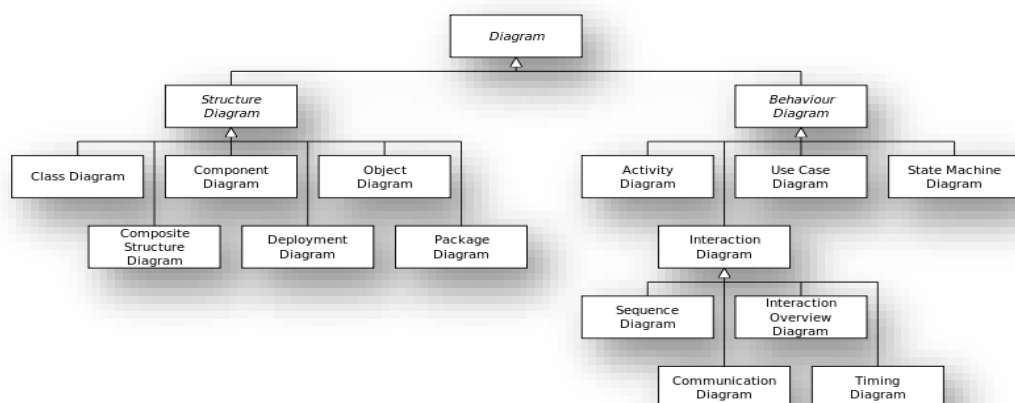 Diagram
Structure
Diagram
Behaviour
Diagram
Class Diagram
Component
Diagram
Object
Diagram
Activity
Diagram
Use Case
Diagram
State Machine
Diagram
Composite
Structure
Diagram
Deployment
Diagram
Package
Diagram
Interaction
Diagram
Sequence
Diagram
Interaction
Overview
Diagram
Communication
Diagram
Timing
Diagram